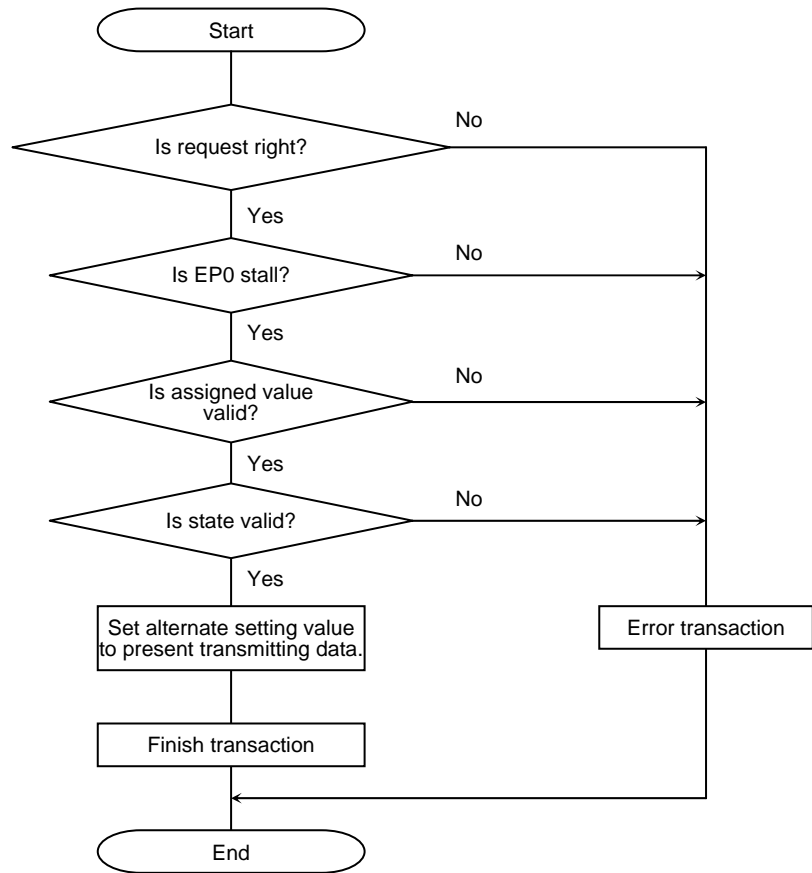 Start
No
Is request right?
Yes
No
Is EP0 stall?
Yes
No
Is assigned value
valid?
Yes
No
Is state valid?
Yes
Set alternate setting value
to present transmitting data.
Error transaction
Finish transaction
End